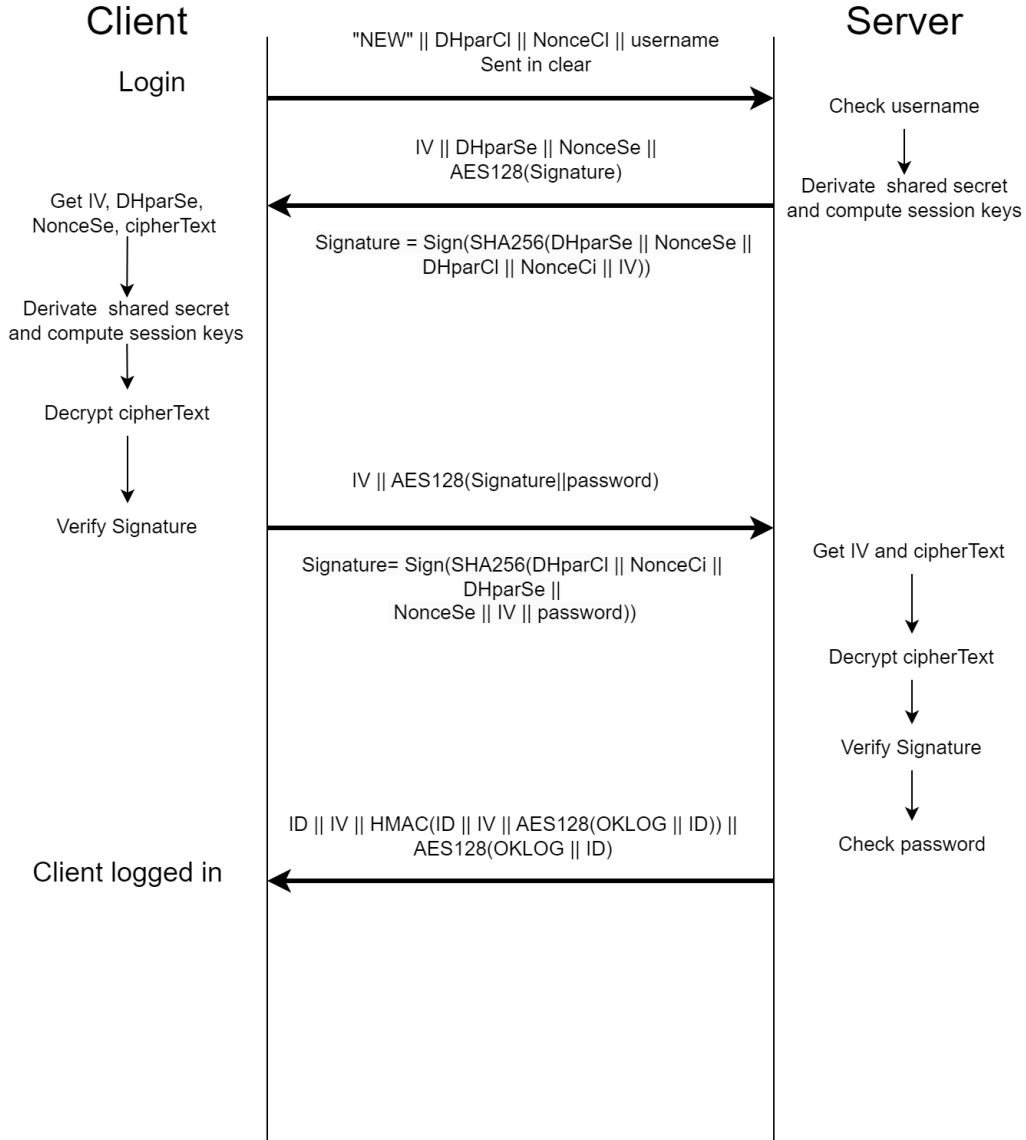 Client
Server
"NEW" || DHparCl || NonceCl || username
Sent in clear
Login
Check username
IV || DHparSe || NonceSe ||
AES128(Signature)
Derivate  shared secret
and compute session keys
Get IV, DHparSe,
NonceSe, cipherText
Signature = Sign(SHA256(DHparSe || NonceSe ||
DHparCl || NonceCi || IV))
Derivate  shared secret
and compute session keys
Decrypt cipherText
IV || AES128(Signature||password)
Verify Signature
Get IV and cipherText
Signature= Sign(SHA256(DHparCl || NonceCi ||
DHparSe ||
NonceSe || IV || password))
Decrypt cipherText
Verify Signature
ID || IV || HMAC(ID || IV || AES128(OKLOG || ID)) ||
AES128(OKLOG || ID)
Check password
Client logged in